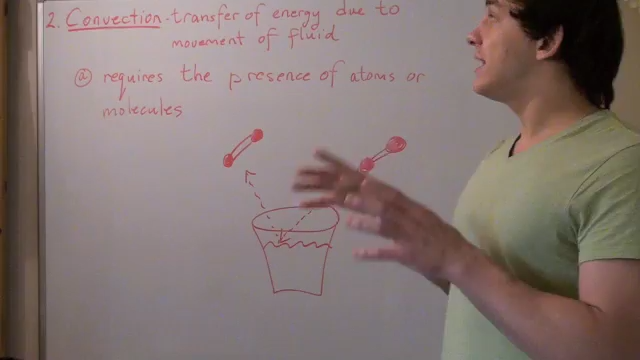 2. Convection - transfer of energy due to
movement of fluid
a requires the presence of atoms or
molecules